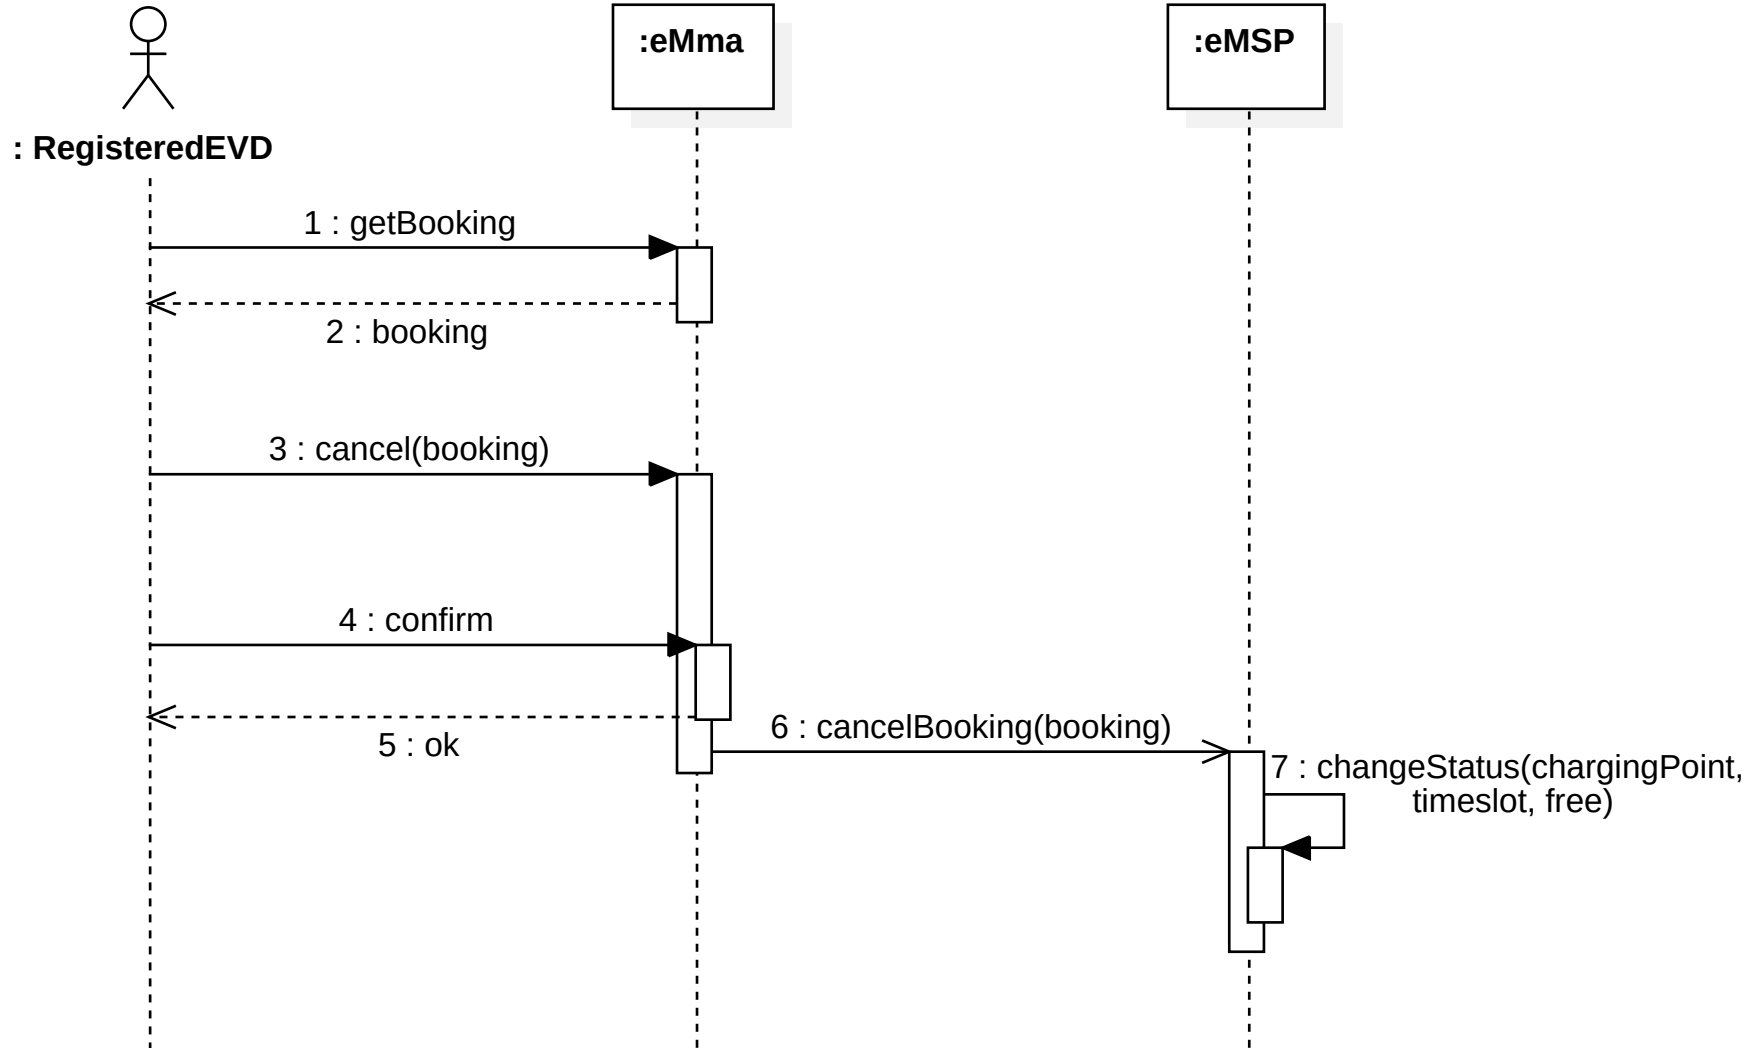 :eMma
:eMSP
: RegisteredEVD
1 : getBooking
2 : booking
3 : cancel(booking)
4 : confirm
5 : ok
6 : cancelBooking(booking)
7 : changeStatus(chargingPoint,
timeslot, free)